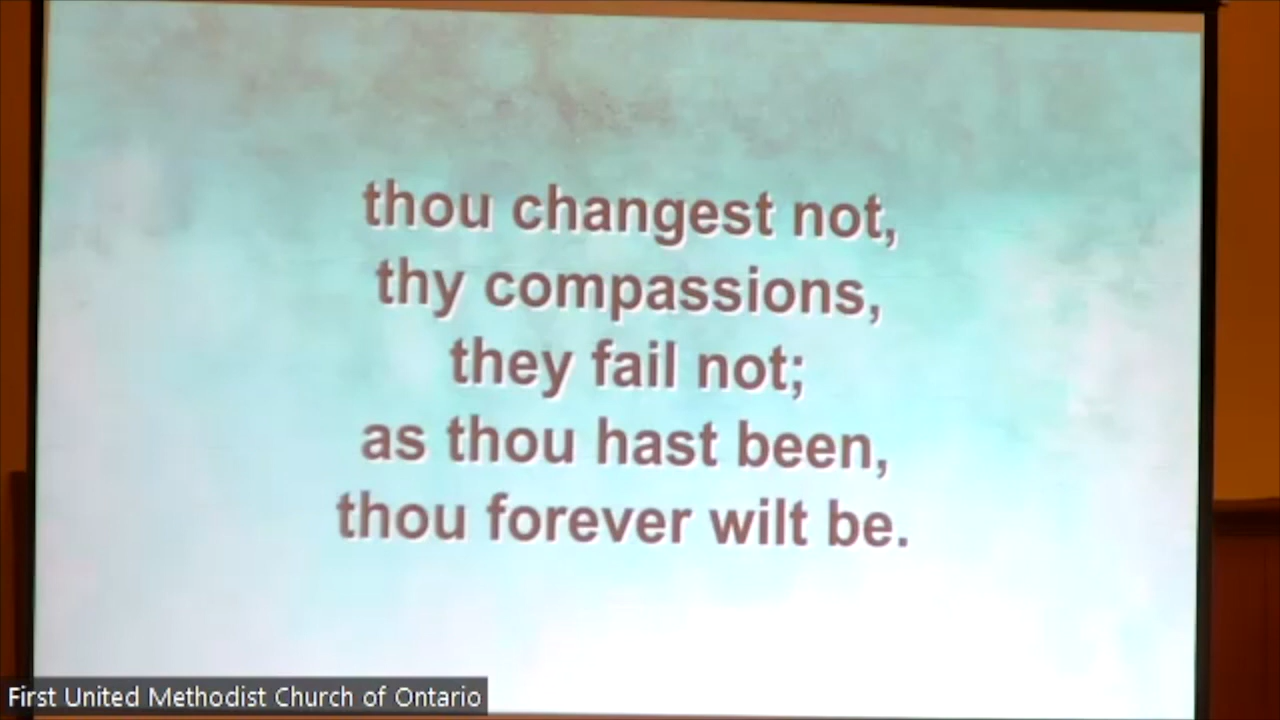 thou changest not,
thy compassions,
they fail not;
as thou hast been,
thou forever wilt be.
First United Methodist Church of Ontario